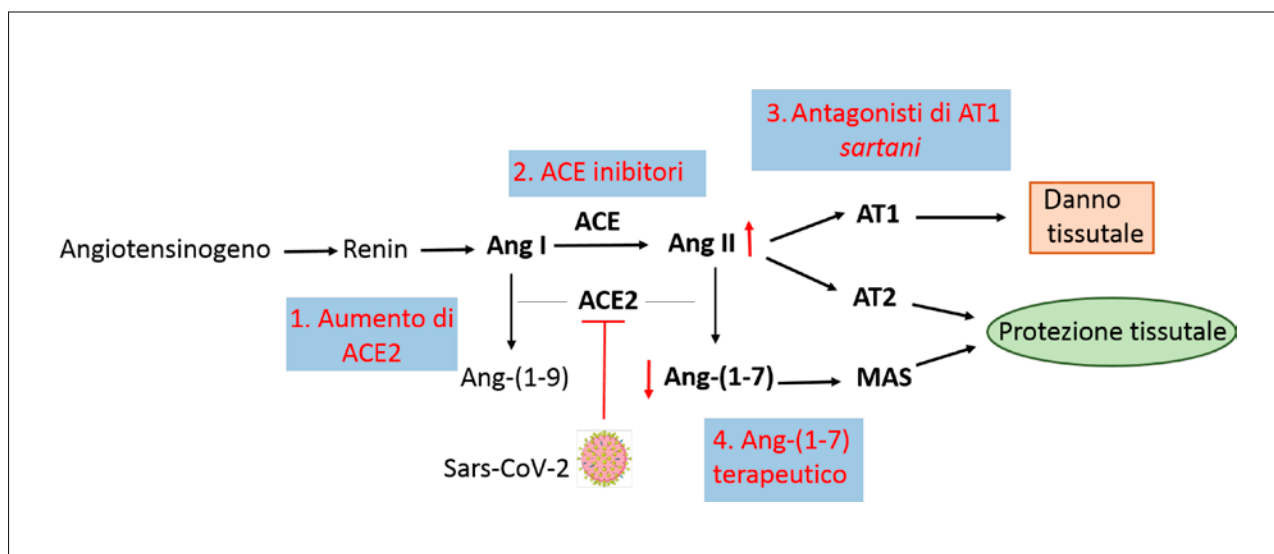 3. Antagonisti di AT1
sartani
2. ACE inibitori
Angiotensinogeno
Renin
Ang I
ACE
Ang II
AT1
Danno
tissutale
1. Aumento di
ACE2
ACE2
AT2
Protezione tissutale
Ang-(1-9)
Ang-(1-7)
MAS
Sars-CoV-2
4. Ang-(1-7)
terapeutico